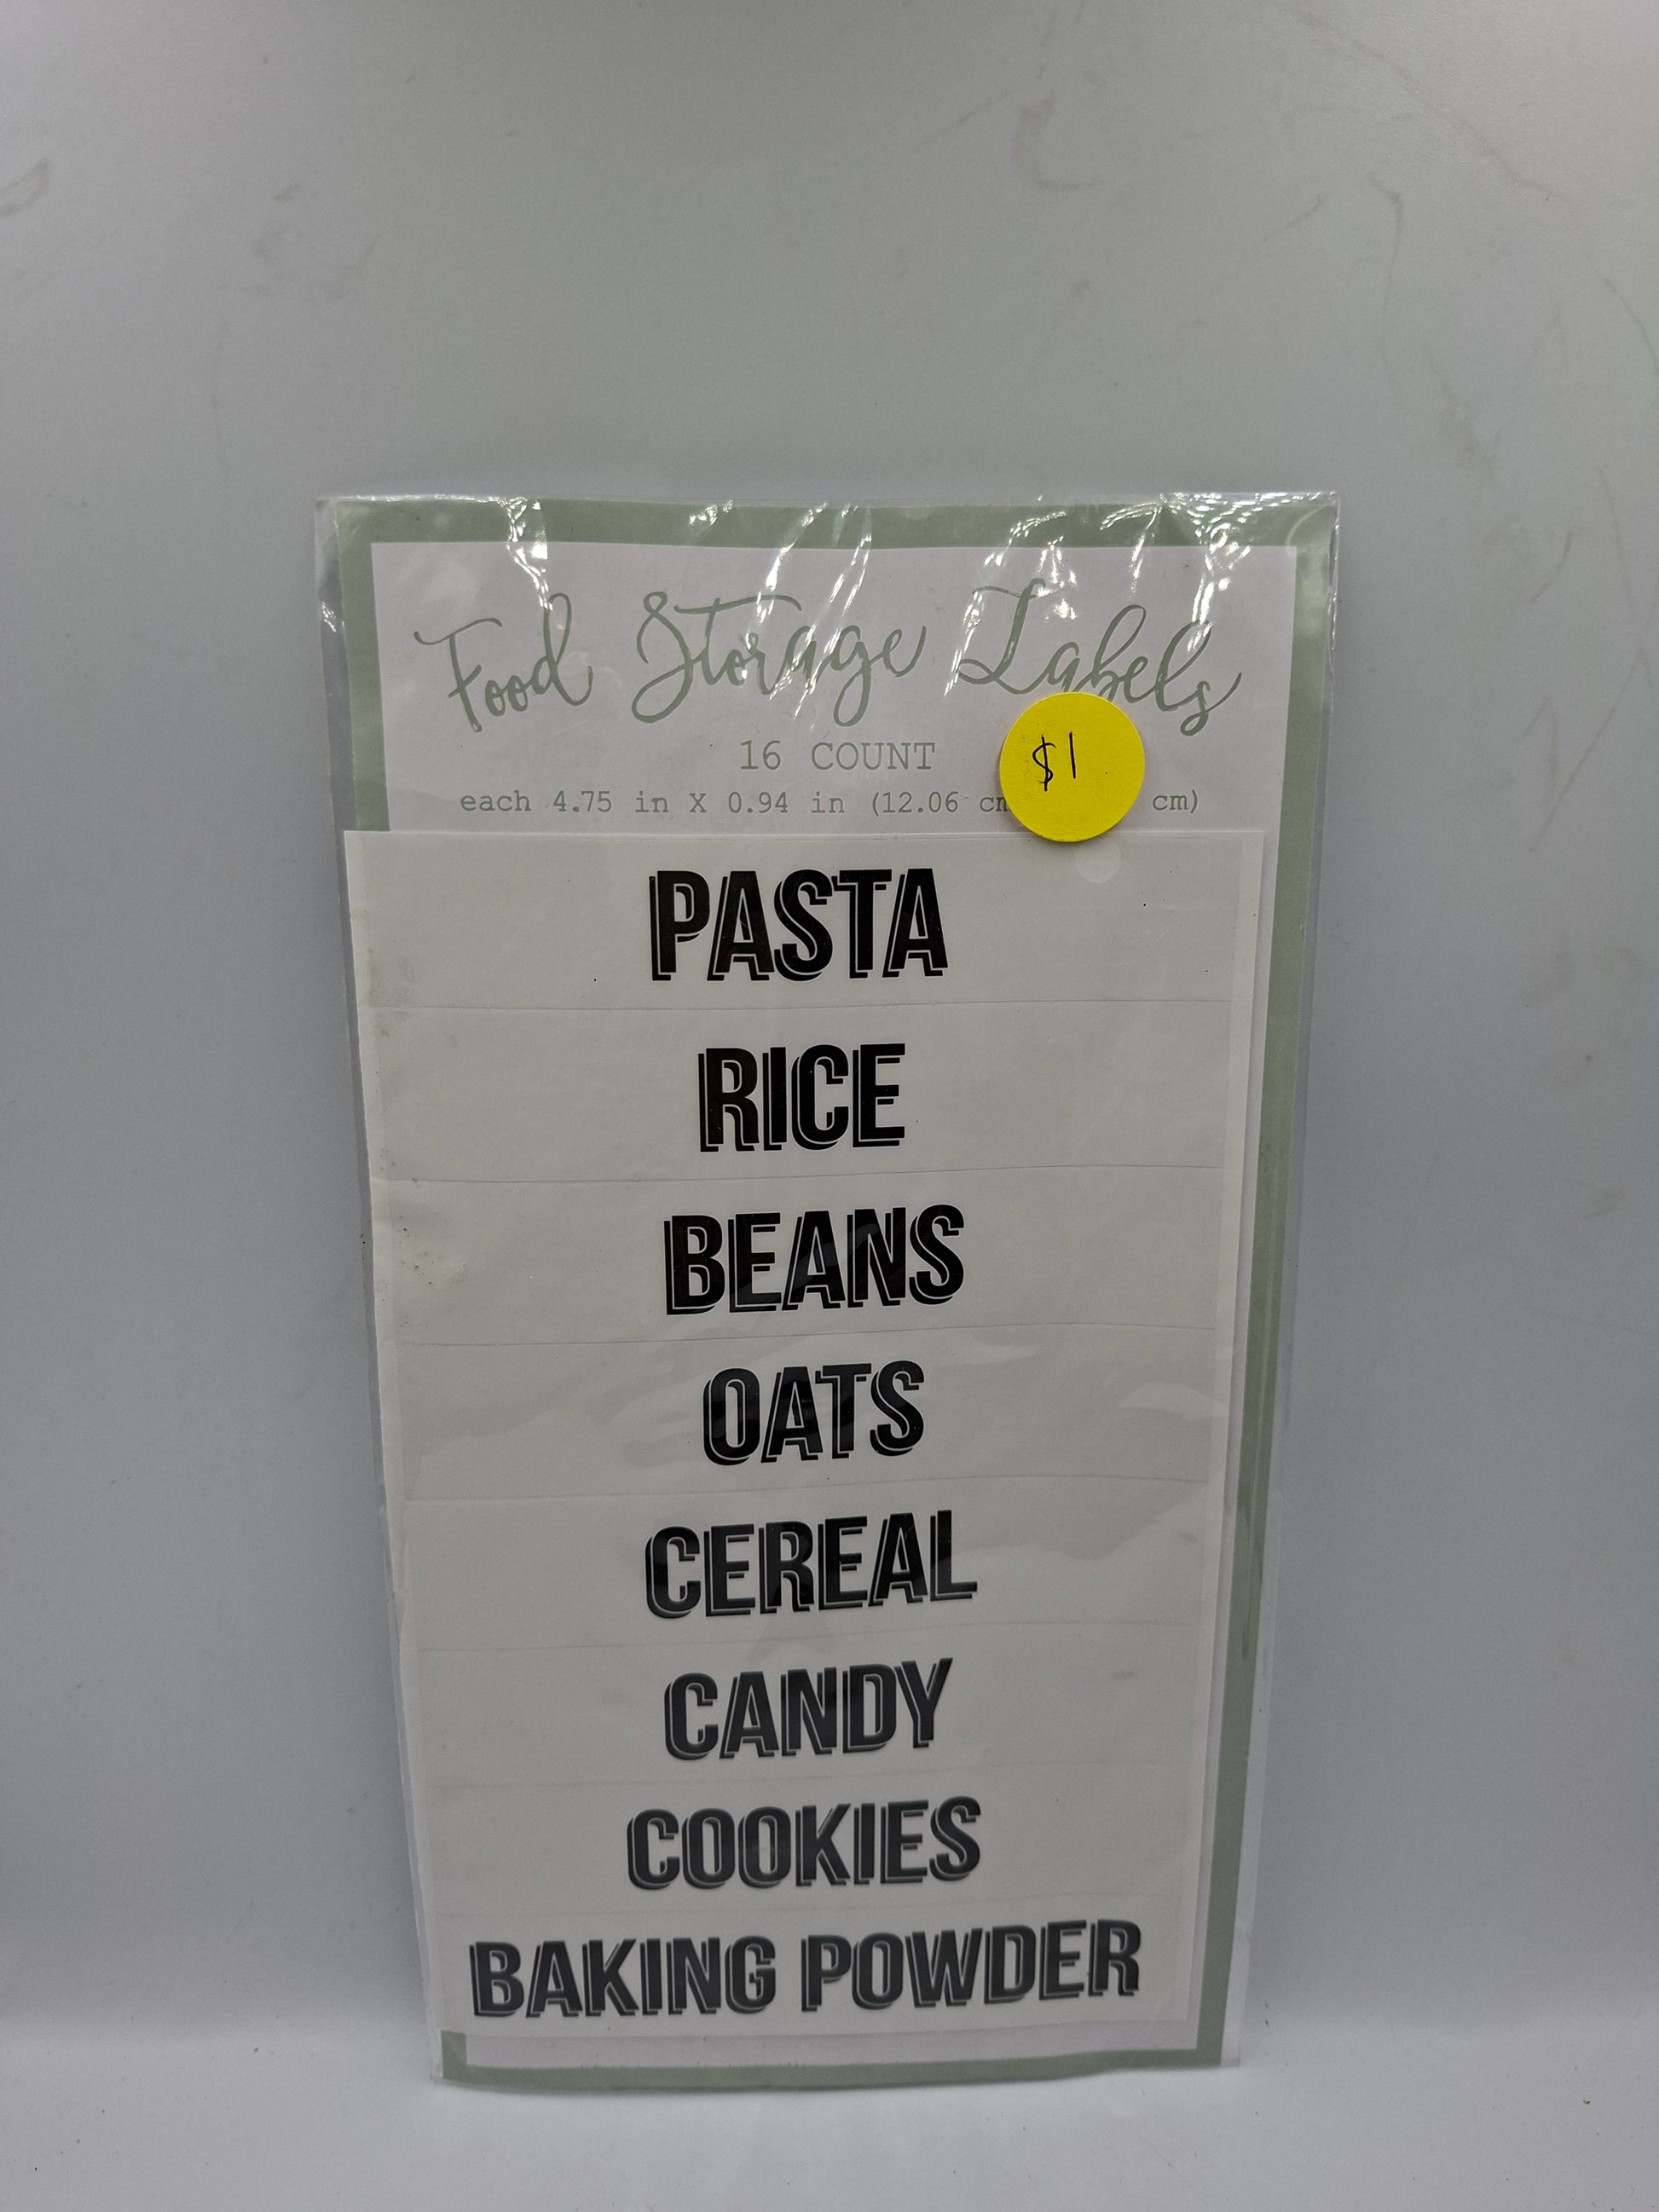 Food Storage Labels
16 COUNT
$1
each 4.75 in X 0.94 in (12.06 cm cm)
PASTA
RICE
BEANS
OATS
CEREAL
CANDY
COOKIES
BAKING POWDER